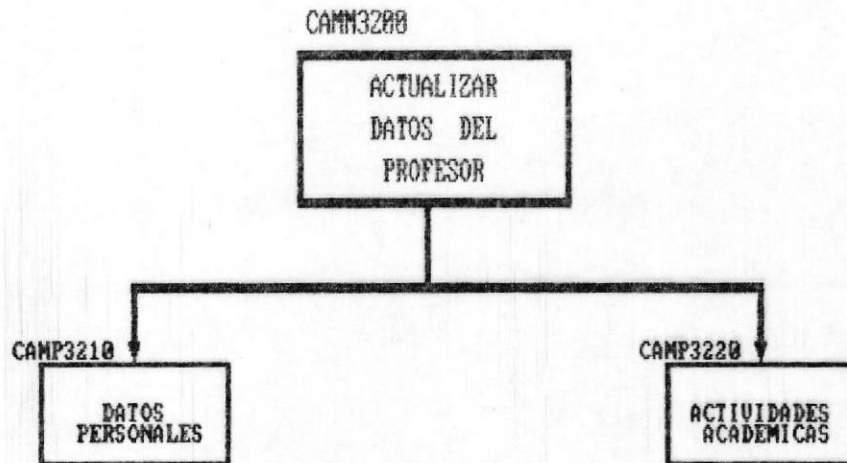 CAMM3200
ACTUALIZAR
DATOS DEL
PROFESOR
CAMP3210
CAMP3220
DATOS
PERSONALES
ACTIVIDADES
ACADEMICAS